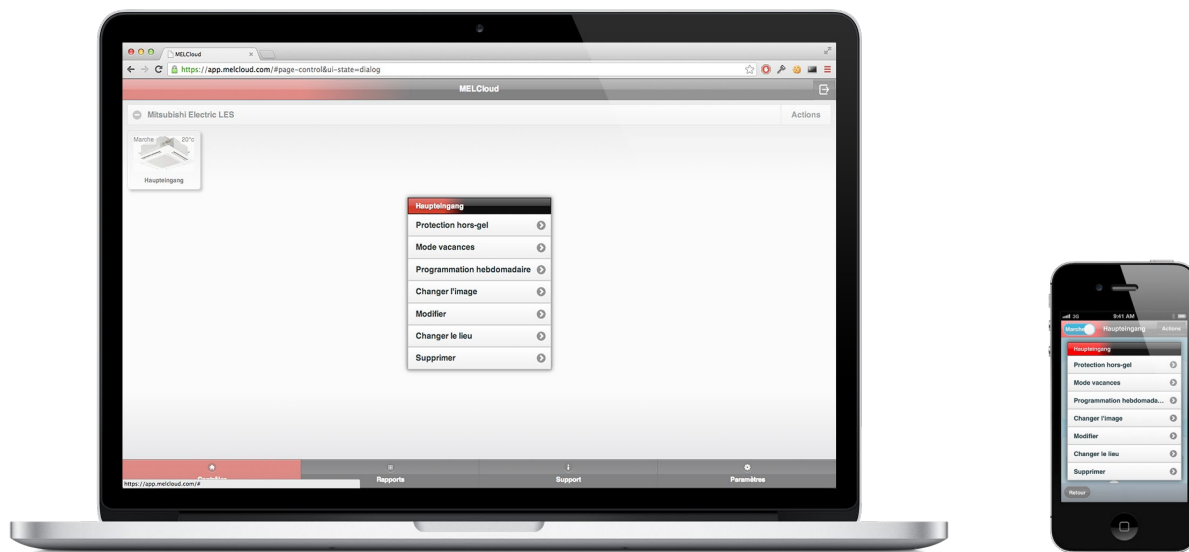 MELCloud
https://app.melcloud.com/#page-control&ui-state=dialog
MELCloud
Mitsubishi Electric LES
Actions
Marche 20°c
Haupteingang
Haupteingang
Protection hors-gel
Mode vacances
Programmation hebdomadaire
Changer l'image
Modifier
Changer le lieu
Supprimer
Rapports
Support
Paramètres
https://app.melcloud.com/#
3G 9:41 AM
Marche Haupteingang Actions
Haupteingang
Protection hors-gel
Mode vacances
Programmation hebdomada...
Changer l'image
Modifier
Changer le lieu
Supprimer
Retour